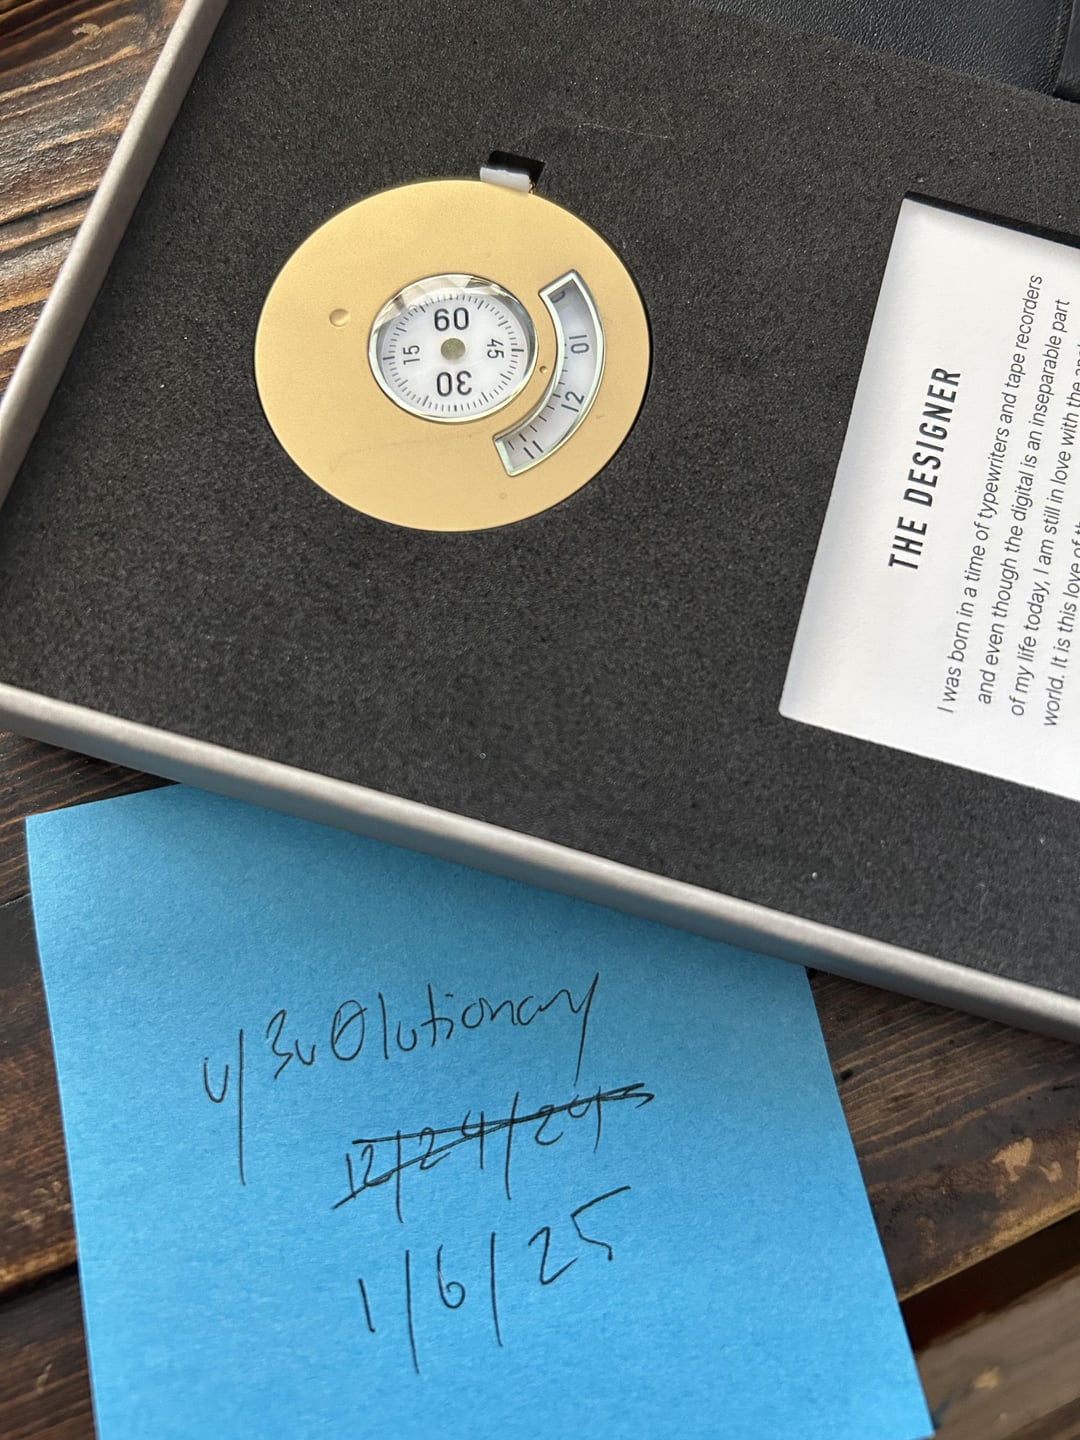 60
15
45
30
10
12
11
THE DESIGNER
I was born in a time of typewriters and tape recorders
and even though the digital is an inseparable part
of my life today, I am still in love with the
world. It is this love of
u/3v0lutionary
12/24/24
1/6/25